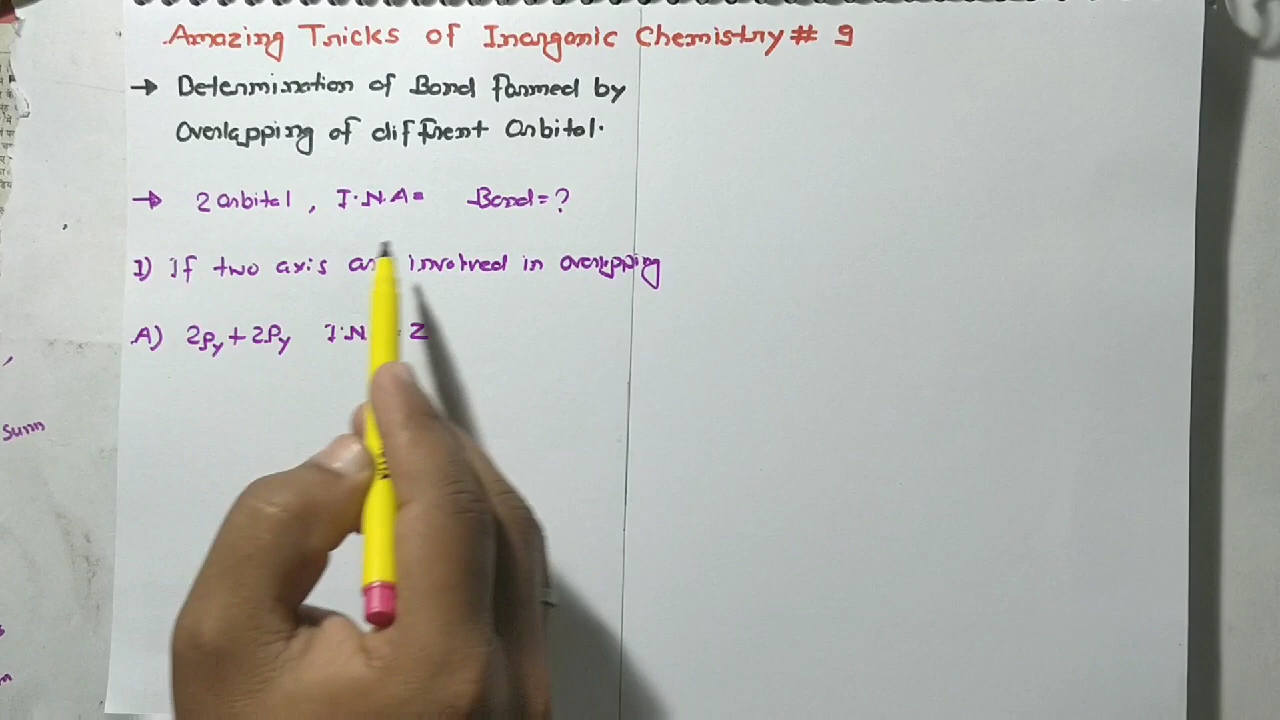 Amazing Tricks of Inorganic Chemistry # 9
→ Determination of Bond formed by
Overlapping of different Orbital.
→ 2 orbital, I.N.A= Bond=?
I) If two axis involved in overlapping
A) 2Py + 2Py I.N Z
Sunn